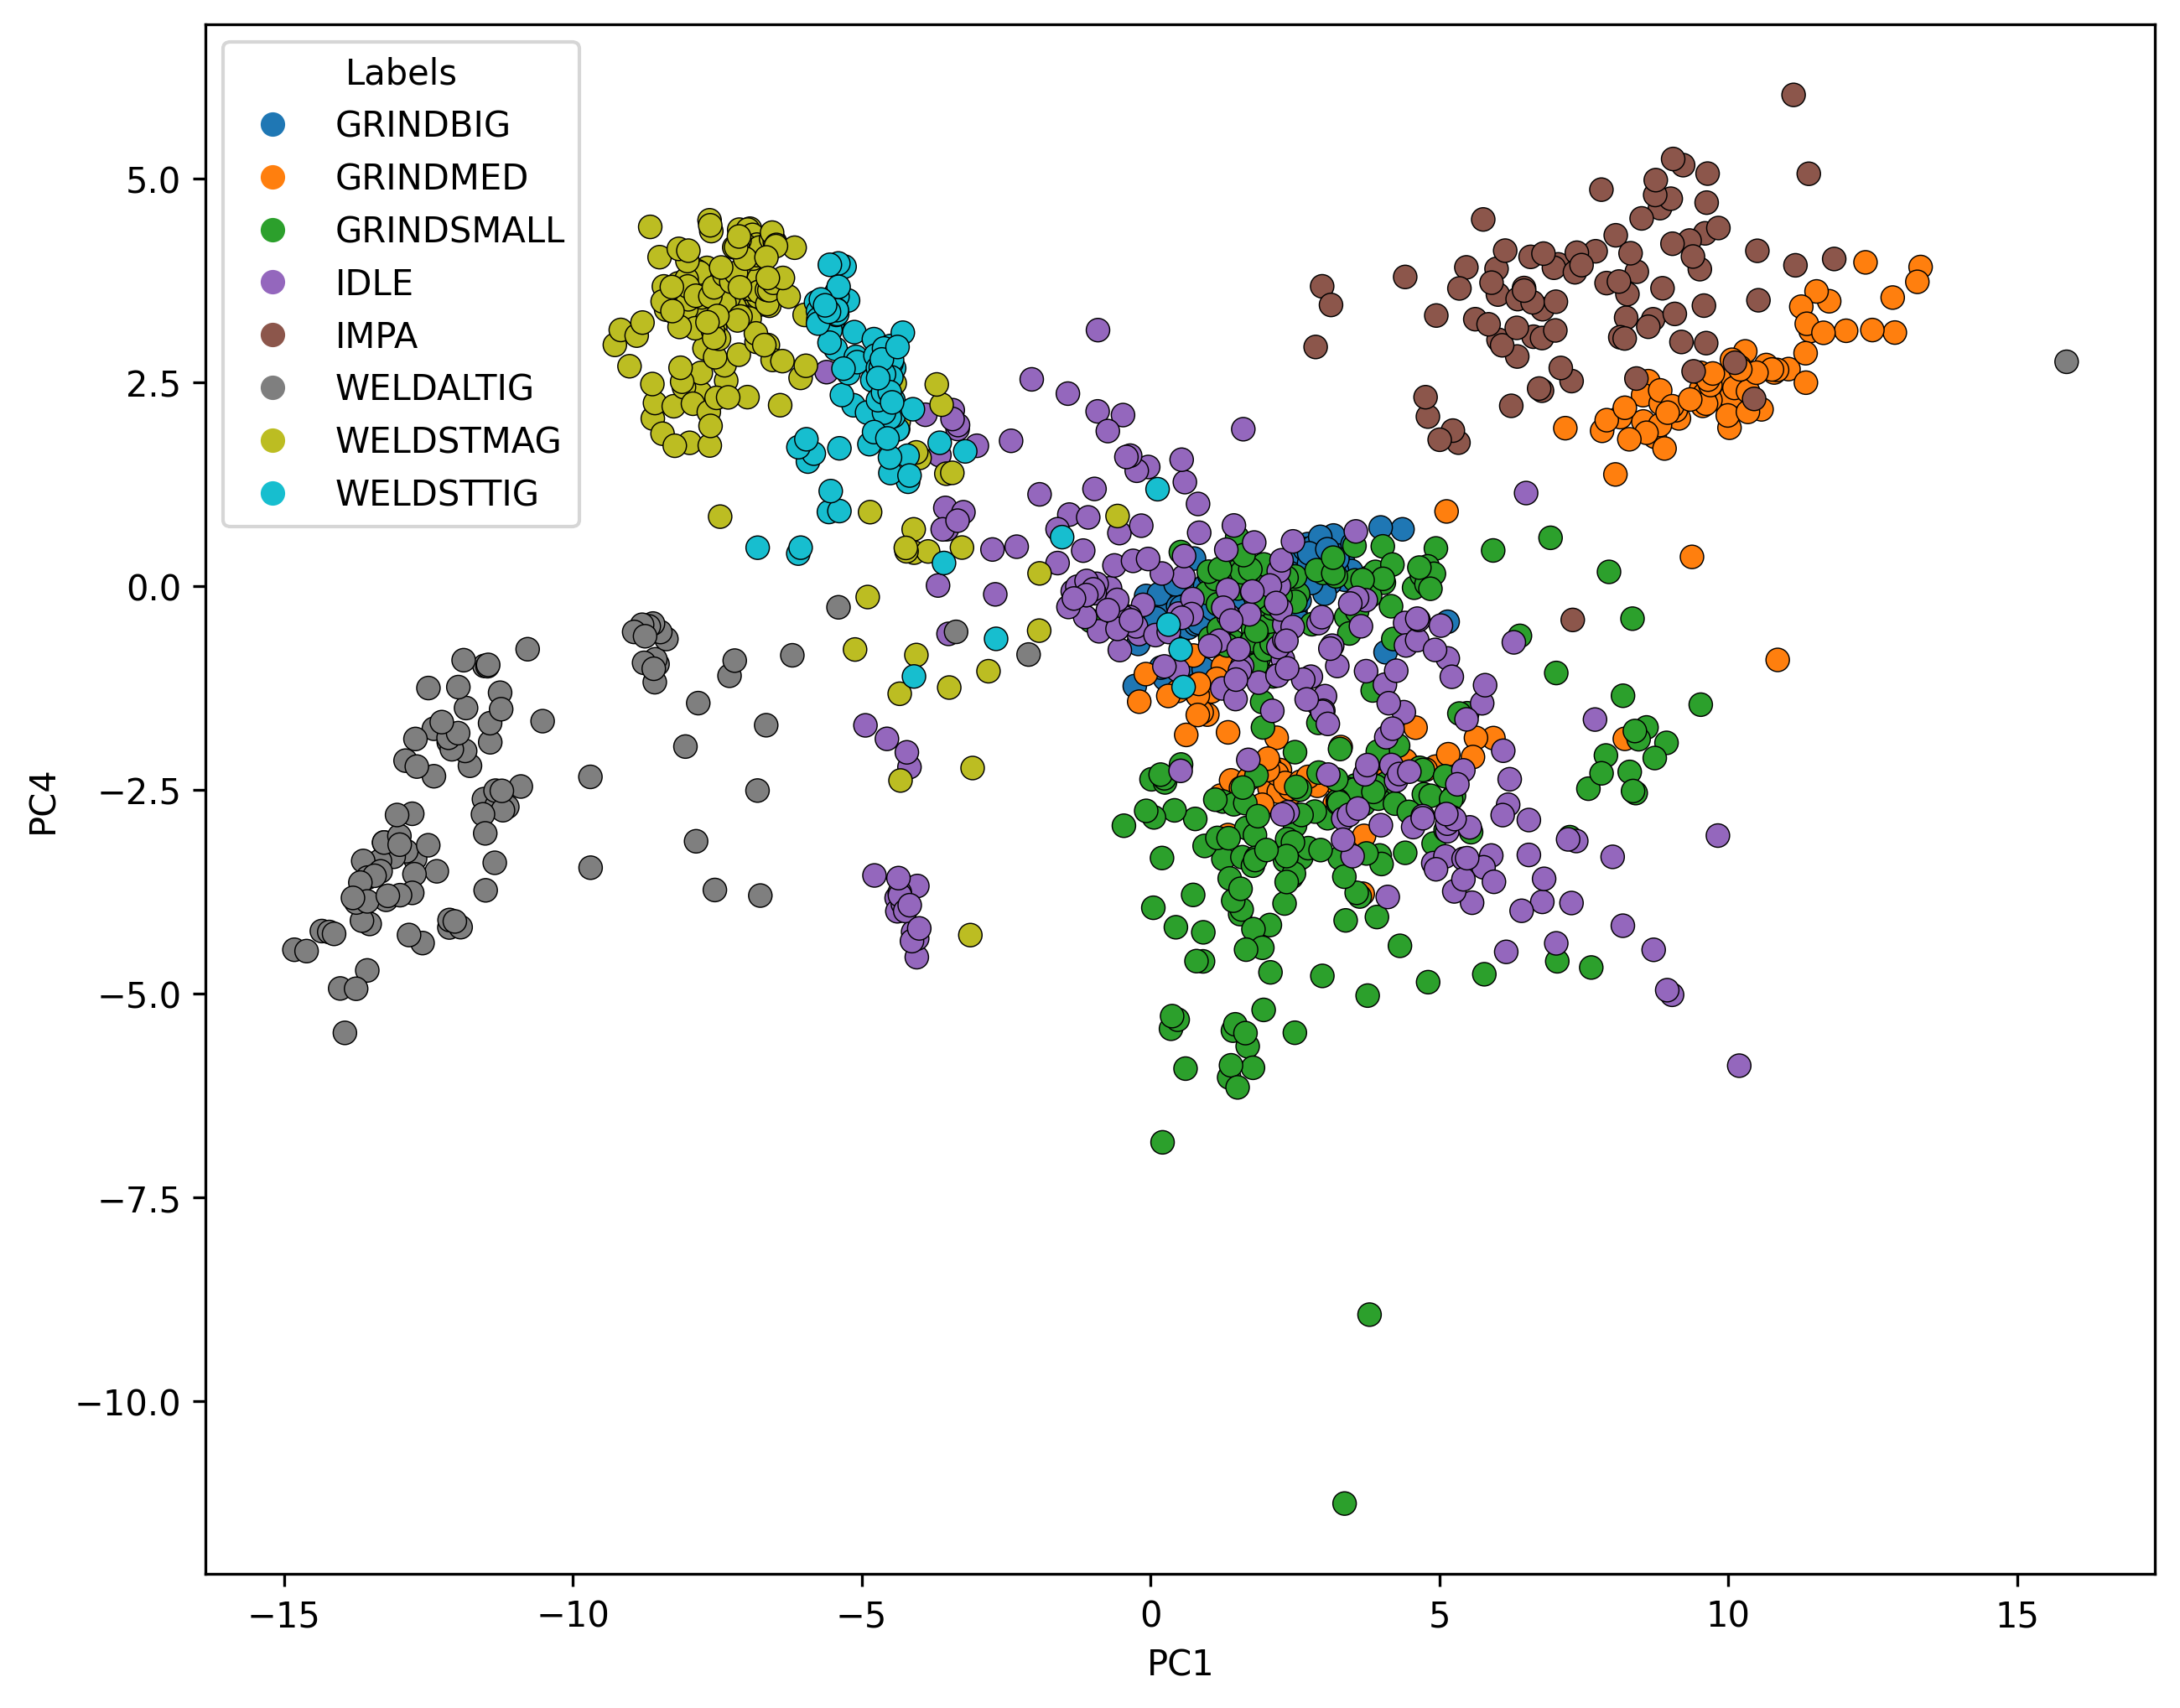 Labels
GRINDBIG
GRINDMED
GRINDSMALL
IDLE
IMPA
WELDALTIG
WELDSTMAG
WELDSTTIG
5.0
2.5
0.0
−2.5
−5.0
−7.5
−10.0
PC4
−15 −10 −5 0 5 10 15
PC1